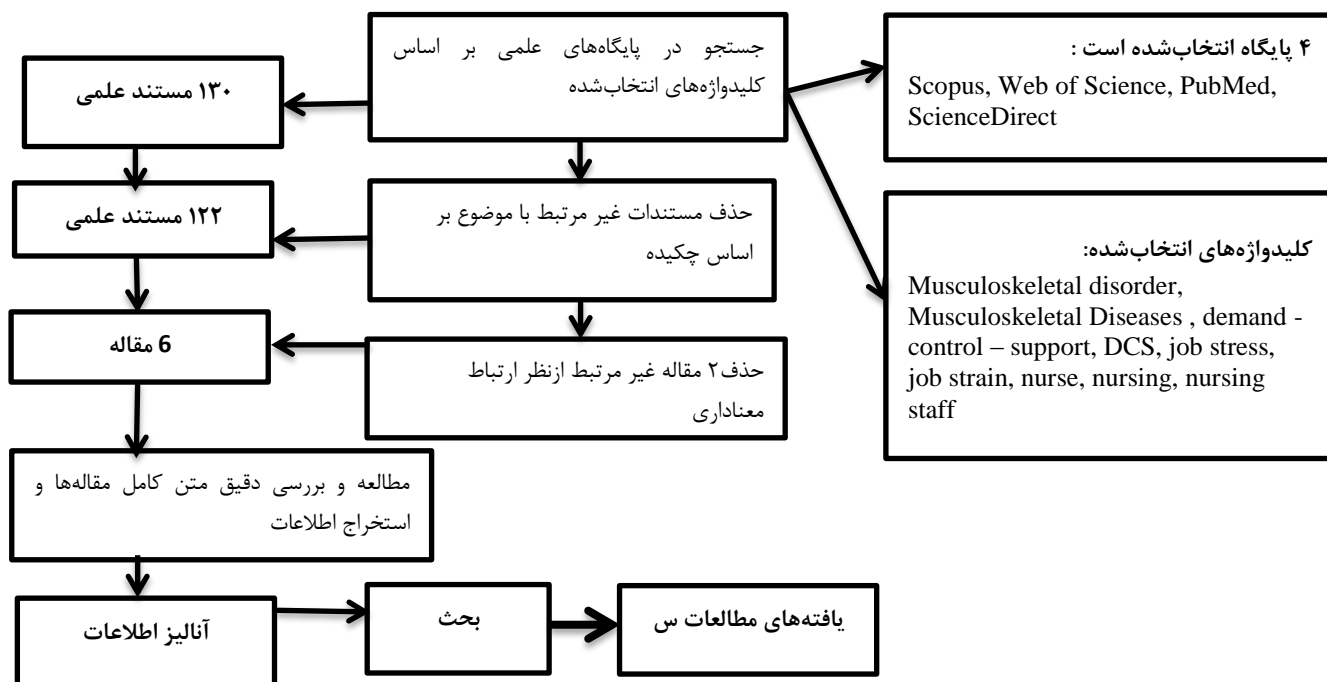 جستجو در پایگاه‌های علمی بر اساس
کلیدواژه‌های انتخاب‌شده
۴ پایگاه انتخاب‌شده است :
Scopus, Web of Science, PubMed,
ScienceDirect
۱۳۰ مستند علمی
حذف مستندات غیر مرتبط با موضوع بر
اساس چکیده
۱۲۲ مستند علمی
کلیدواژه‌های انتخاب‌شده:
Musculoskeletal disorder,
Musculoskeletal Diseases , demand -
control – support, DCS, job stress,
job strain, nurse, nursing, nursing
staff
حذف۲ مقاله غیر مرتبط ازنظر ارتباط
معناداری
6 مقاله
مطالعه و بررسی دقیق متن کامل مقاله‌ها و
استخراج اطلاعات
آنالیز اطلاعات
بحث
یافته‌های مطالعات س